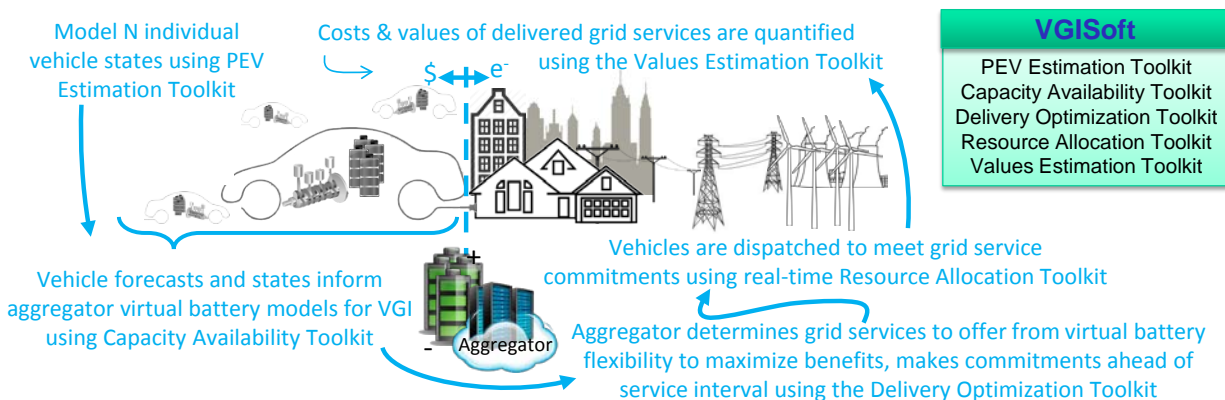 Model N individual
vehicle states using PEV
Estimation Toolkit
Costs & values of delivered grid services are quantified
using the Values Estimation Toolkit
$
e-
VGISoft
PEV Estimation Toolkit
Capacity Availability Toolkit
Delivery Optimization Toolkit
Resource Allocation Toolkit
Values Estimation Toolkit
Vehicle forecasts and states inform
aggregator virtual battery models for VGI
using Capacity Availability Toolkit
+
-
Aggregator
Vehicles are dispatched to meet grid service
commitments using real-time Resource Allocation Toolkit
Aggregator determines grid services to offer from virtual battery
flexibility to maximize benefits, makes commitments ahead of
service interval using the Delivery Optimization Toolkit